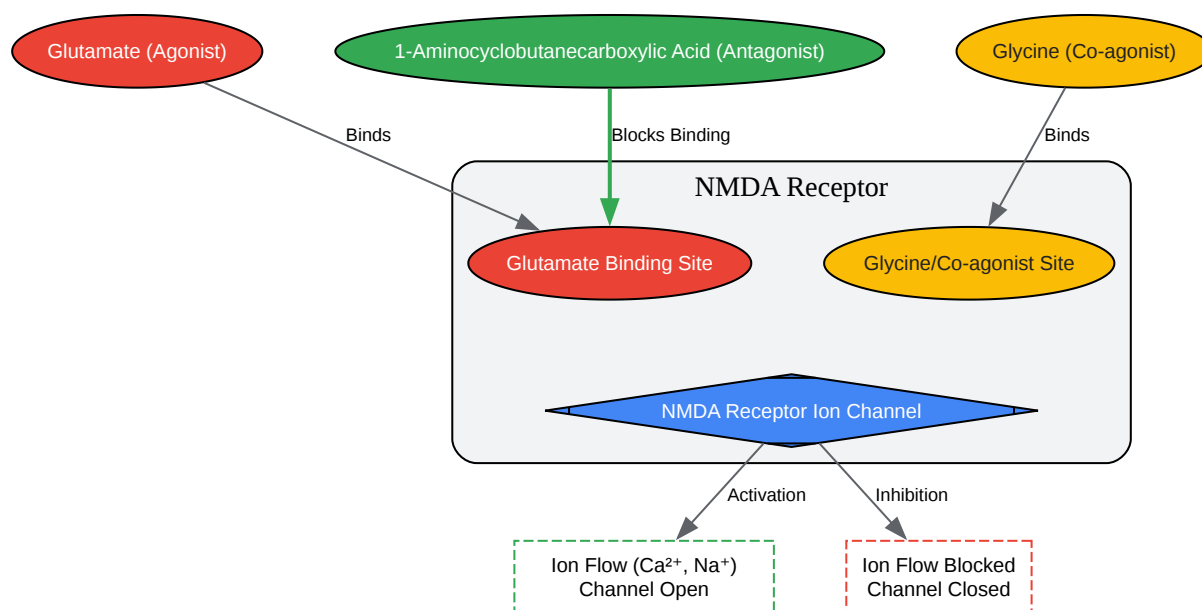 Glutamate (Agonist)
1-Aminocyclobutanecarboxylic Acid (Antagonist)
Glycine (Co-agonist)
Binds
Blocks Binding
Binds
NMDA Receptor
Glutamate Binding Site
Glycine/Co-agonist Site
NMDA Receptor Ion Channel
Activation
Inhibition
Ion Flow (Ca²⁺, Na⁺)
Channel Open
Ion Flow Blocked
Channel Closed